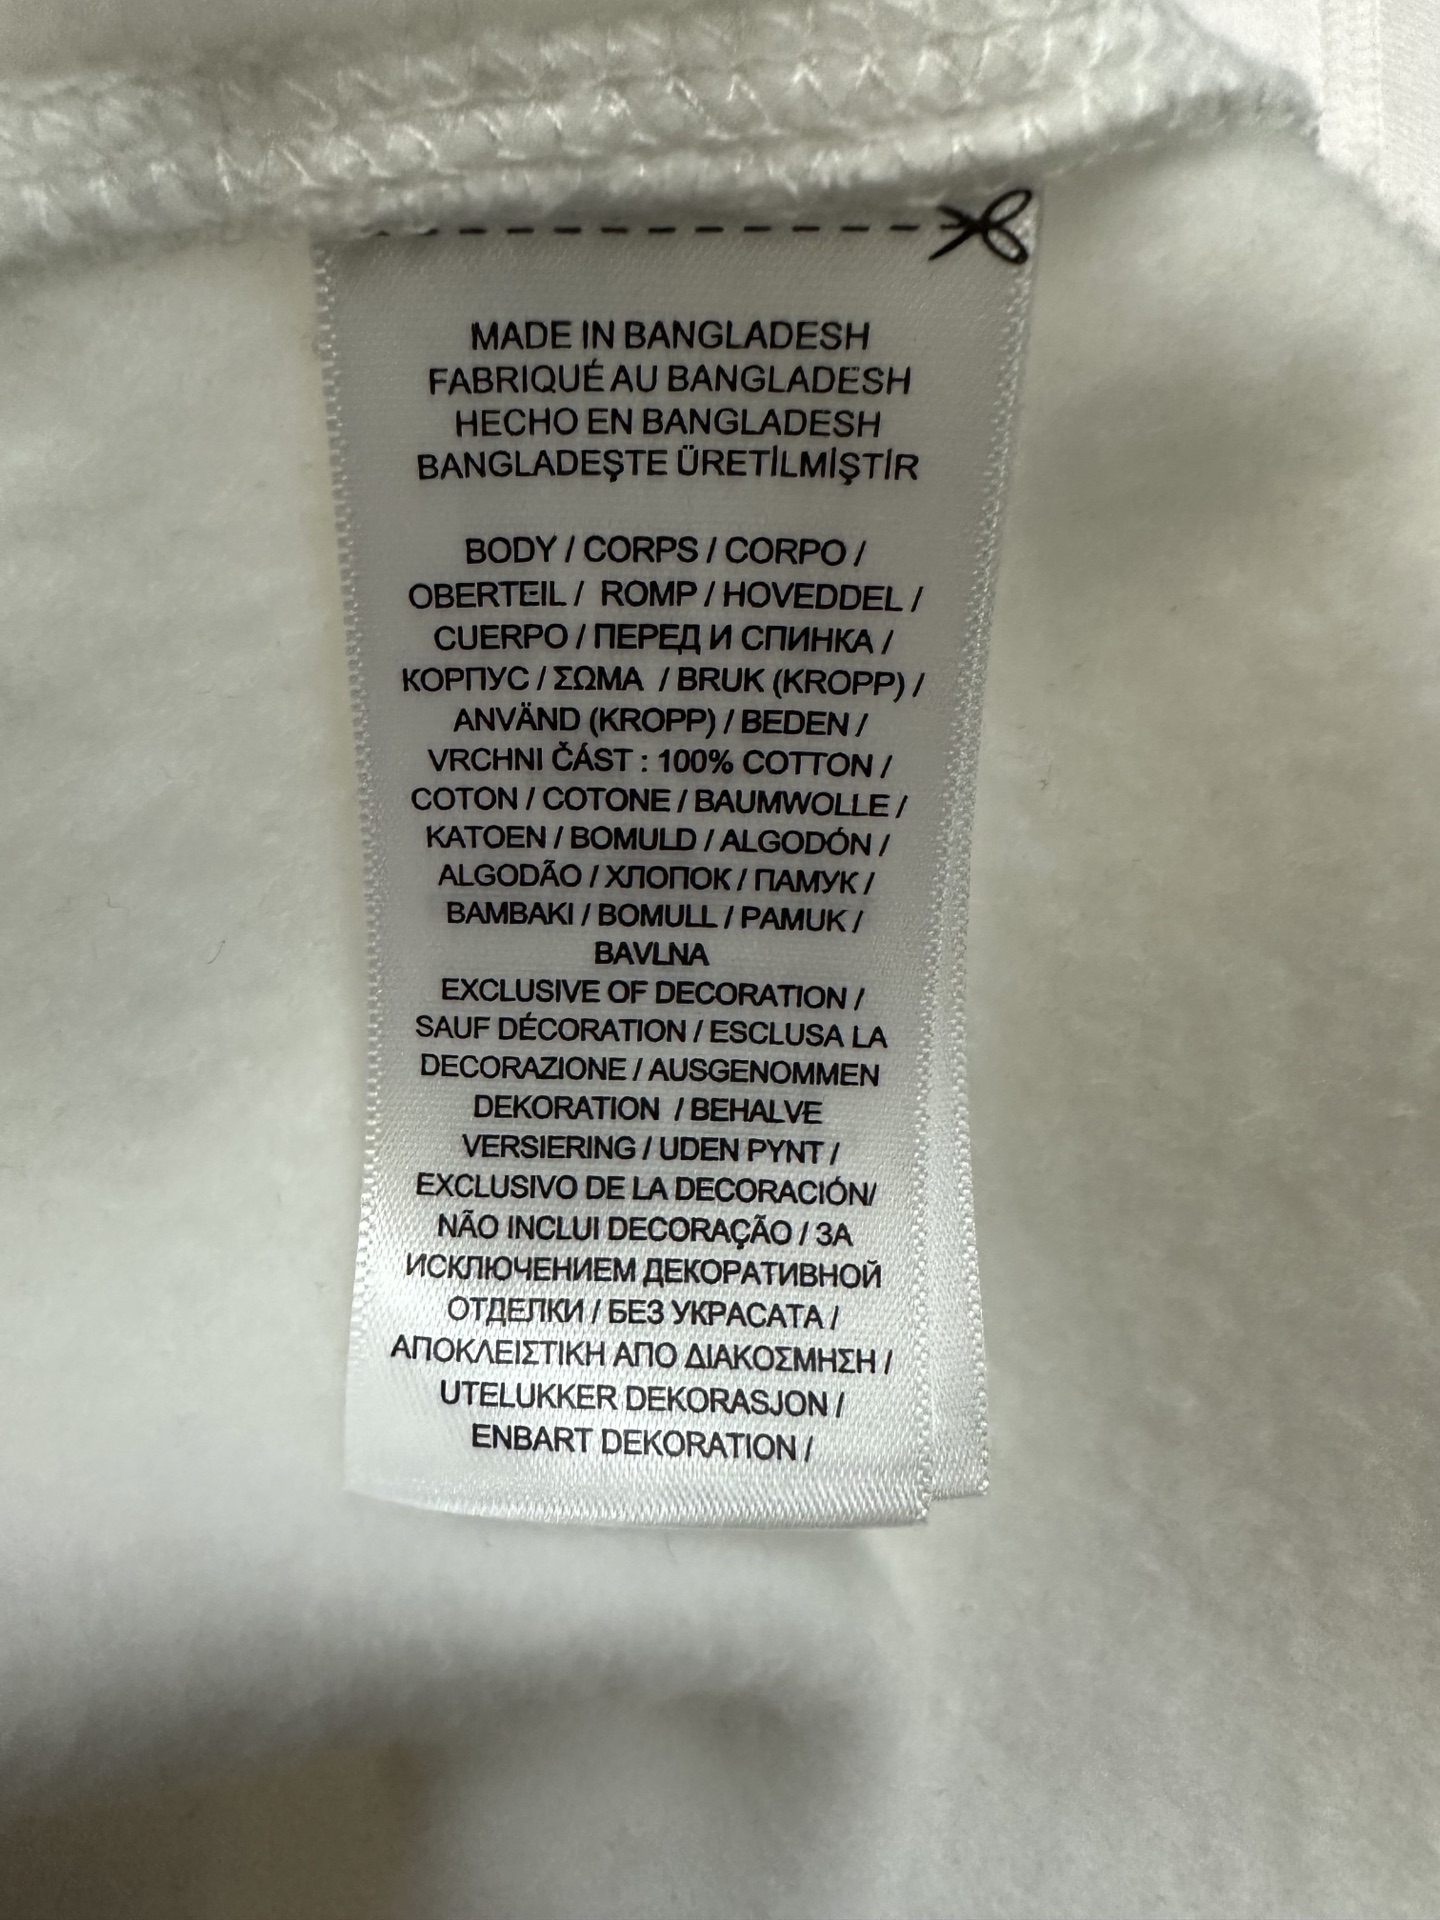 MADE IN BANGLADESH
FABRIQUÉ AU BANGLADESH
HECHO EN BANGLADESH
BANGLADEŞTE ÜRETİLMİŞTİR
BODY / CORPS / CORPO /
OBERTEIL / ROMP / HOVEDDEL /
CUERPO / ПЕРЕД И СПИНКА /
КОРПУС / ΣΩΜΑ / BRUK (KROPP) /
ANVÄND (KROPP) / BEDEN /
VRCHNI ČÁST : 100% COTTON /
COTON / COTONE / BAUMWOLLE /
KATOEN / BOMULD / ALGODÓN /
ALGODÃO / ХЛОПОК / ПАМУК /
BAMBAKI / BOMULL / PAMUK /
BAVLNA
EXCLUSIVE OF DECORATION /
SAUF DÉCORATION / ESCLUSA LA
DECORAZIONE / AUSGENOMMEN
DEKORATION / BEHALVE
VERSIERING / UDEN PYNT /
EXCLUSIVO DE LA DECORACIÓN/
NÃO INCLUI DECORAÇÃO / ЗА
ИСКЛЮЧЕНИЕМ ДЕКОРАТИВНОЙ
ОТДЕЛКИ / БЕЗ УКРАСАТА /
ΑΠΟΚΛΕΙΣΤΙΚΗ ΑΠΟ ΔΙΑΚΟΣΜΗΣΗ /
UTELUKKER DEKORASJON /
ENBART DEKORATION /